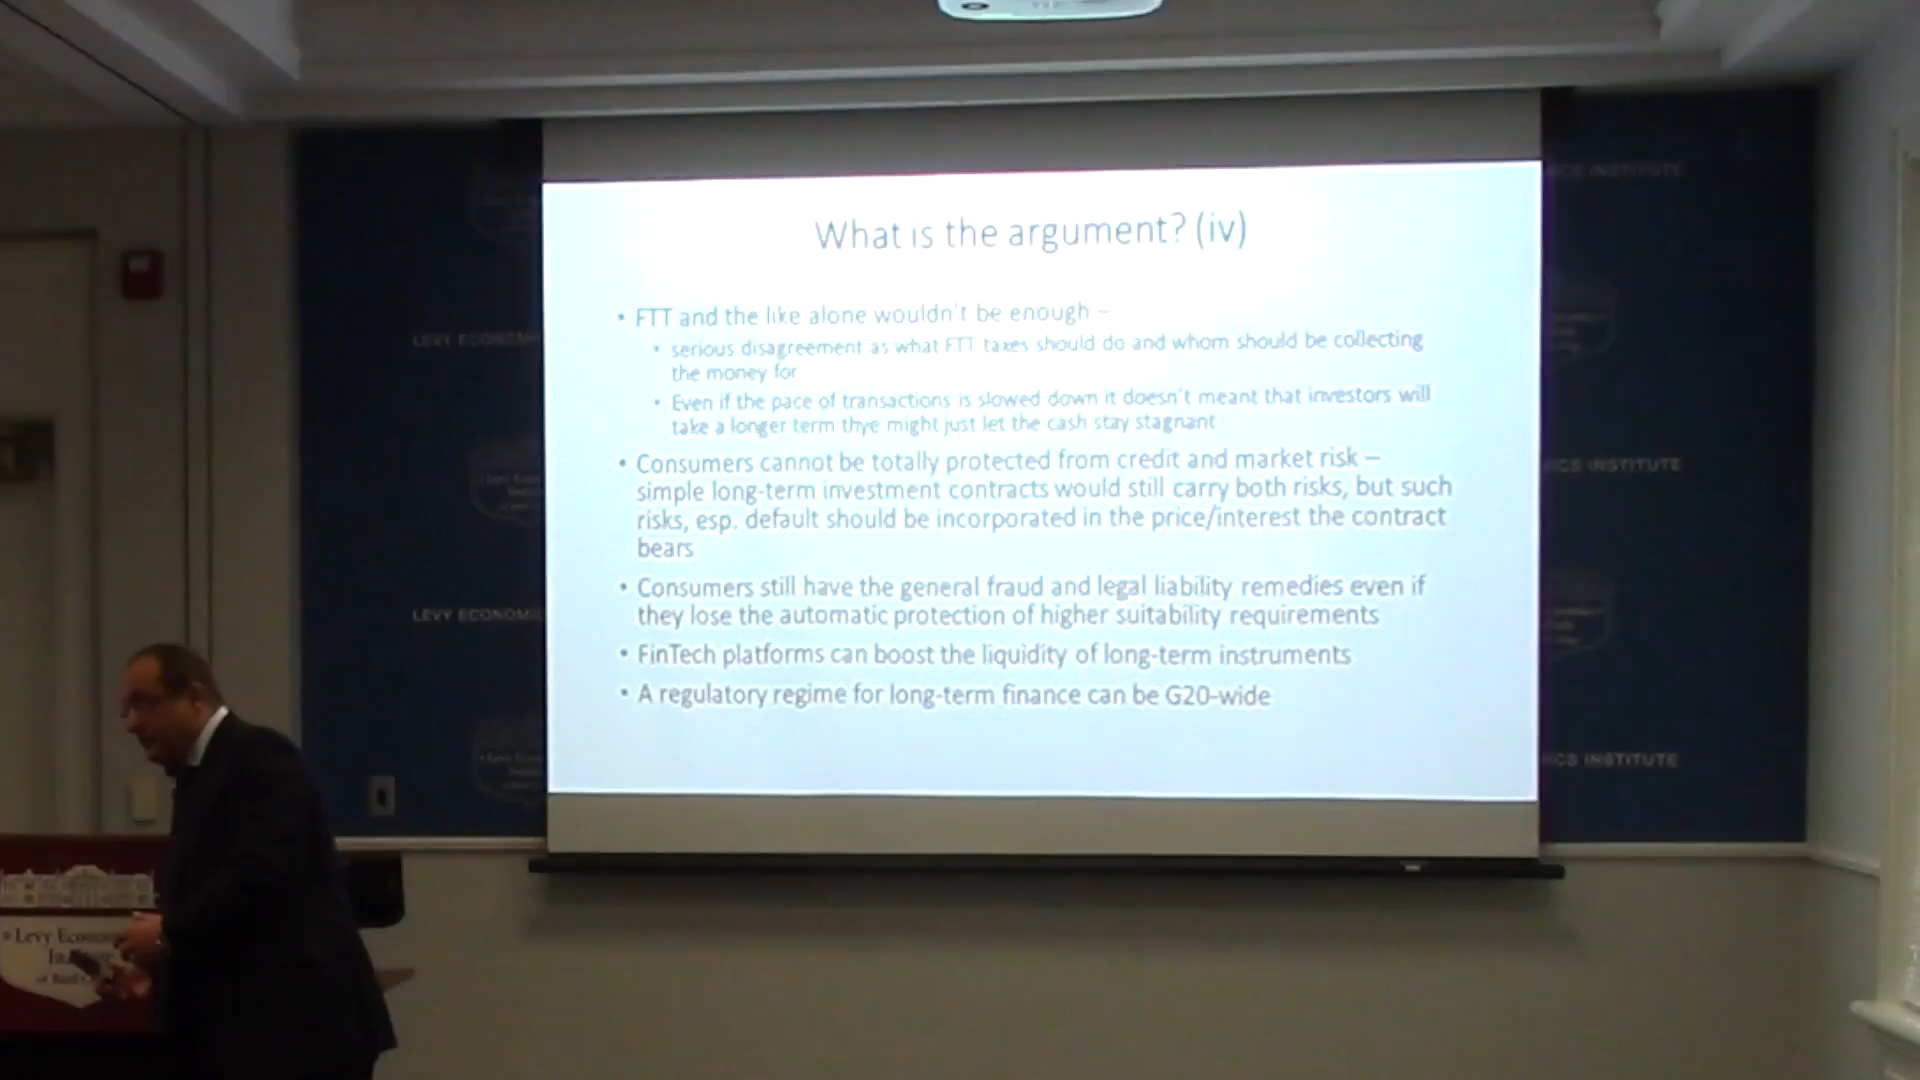 What is the argument? (iv)
• FTT and the like alone wouldn't be enough –
• serious disagreement as what FTT taxes should do and whom should be collecting
the money for
• Even if the pace of transactions is slowed down it doesn't meant that investors will
take a longer term thye might just let the cash stay stagnant
• Consumers cannot be totally protected from credit and market risk –
simple long-term investment contracts would still carry both risks, but such
risks, esp. default should be incorporated in the price/interest the contract
bears
• Consumers still have the general fraud and legal liability remedies even if
they lose the automatic protection of higher suitability requirements
• FinTech platforms can boost the liquidity of long-term instruments
• A regulatory regime for long-term finance can be G20-wide
LEVY ECONOM
LEVY ECONOM
ICS INSTITUTE
ICS INSTITUTE
ICS INSTITUTE
Levy Econom